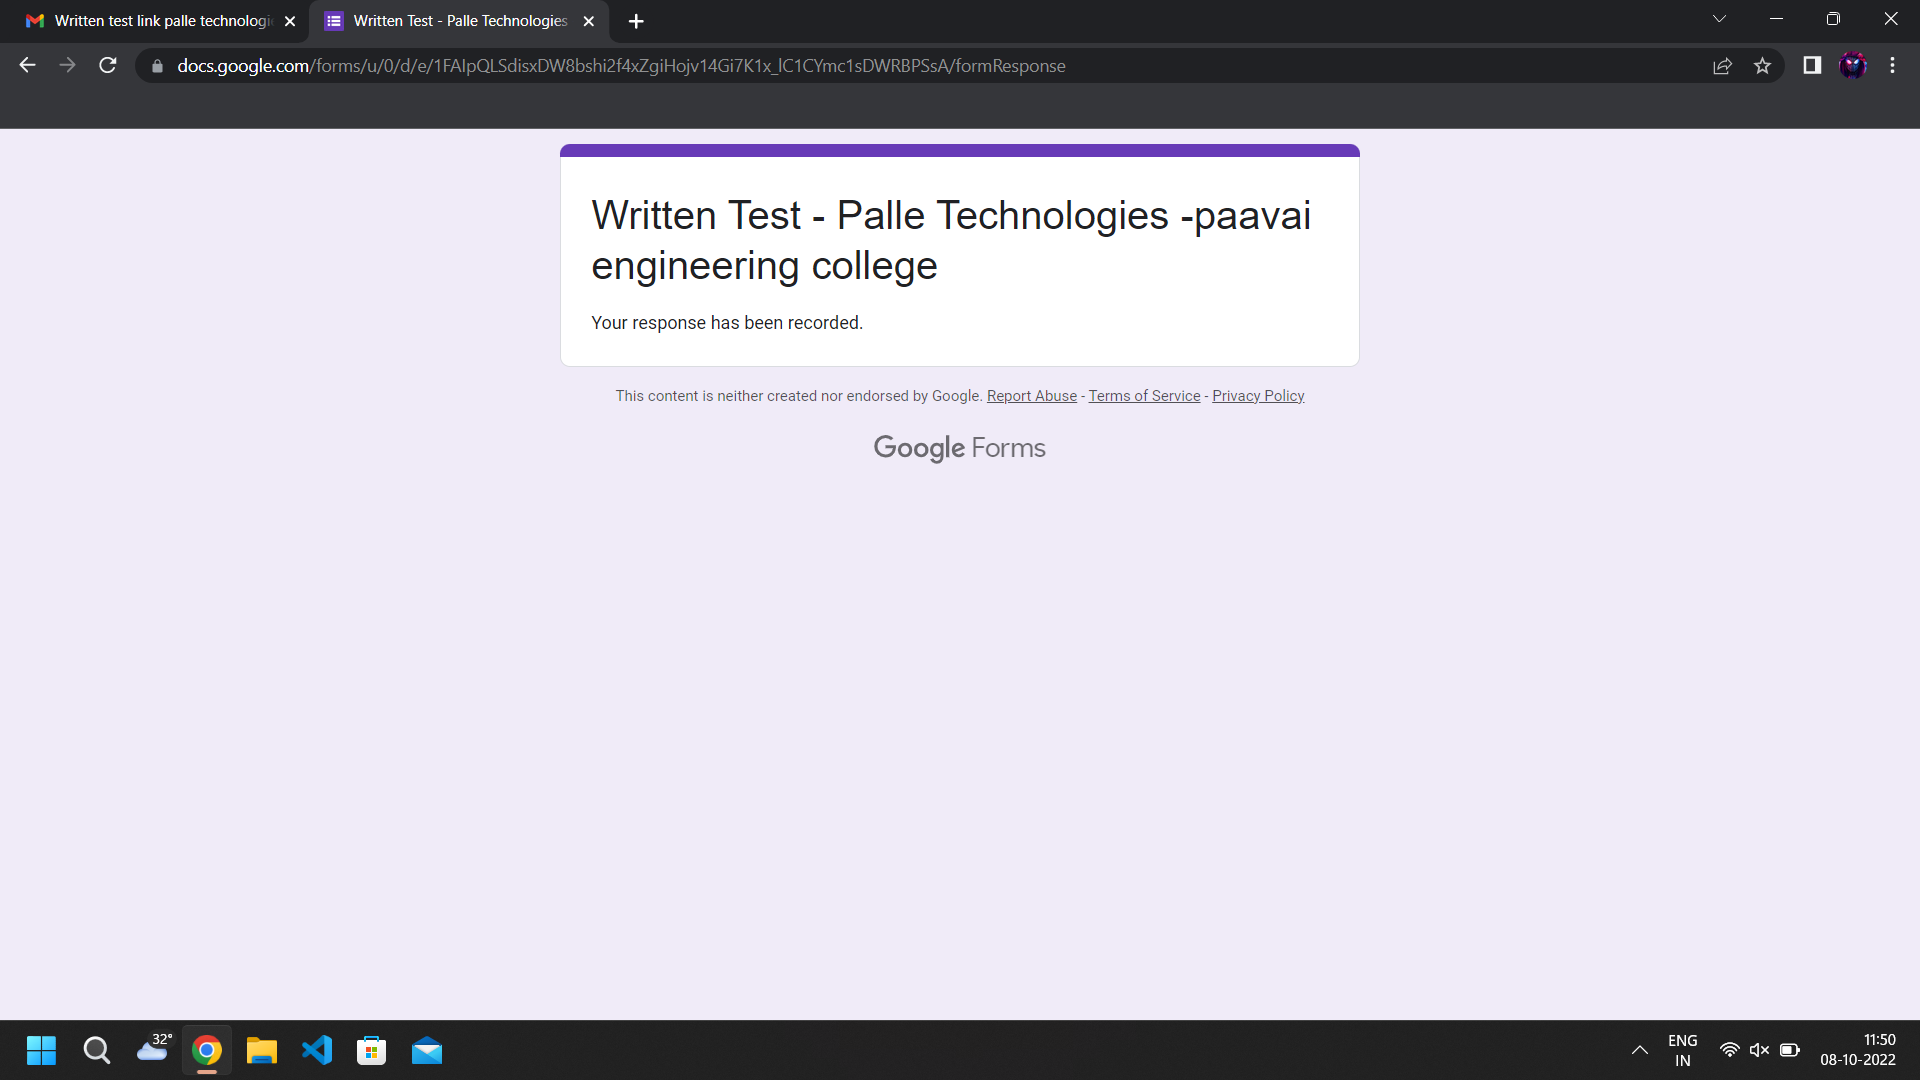 Written test link palle technologi
Written Test - Palle Technologies
docs.google.com/forms/u/0/d/e/1FAIpQLSdisxDW8bshi2f4xZgiHojv14Gi7K1x_lC1CYmc1sDWRBPSsA/formResponse
Written Test - Palle Technologies -paavai
engineering college
Your response has been recorded.
This content is neither created nor endorsed by Google. Report Abuse - Terms of Service - Privacy Policy
Google Forms
32°
ENG
IN
11:50
08-10-2022